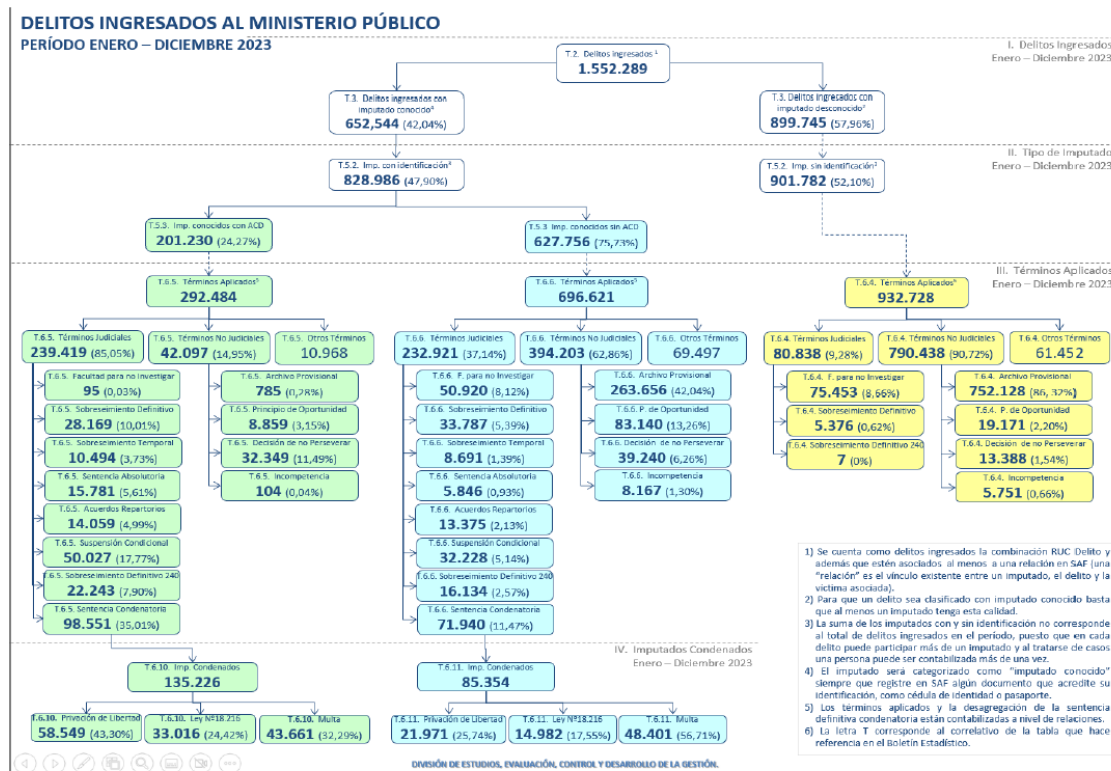 DELITOS INGRESADOS AL MINISTERIO PÚBLICO
PERÍODO ENERO – DICIEMBRE 2023
I. Delitos Ingresados
Enero – Diciembre 2023
T.2. Delitos ingresados 1
1.552.289
T.3. Delitos ingresados con
imputado conocido²
652,544 (42,04%)
T.3. Delitos ingresados con
imputado desconocido²
899.745 (57,96%)
II. Tipo de Imputado
Enero – Diciembre 2023
T.5.2. Imp. con identificación³
828.986 (47,90%)
T.5.2. Imp. sin identificación³
901.782 (52,10%)
T.5.3. Imp. conocidos con ACD
201.230 (24,27%)
T.5.3 Imp. conocidos sin ACD
627.756 (75,73%)
III. Términos Aplicados
Enero – Diciembre 2023
T.6.5. Términos Aplicados⁵
292.484
T.6.6. Términos Aplicados⁵
696.621
T.6.4. Términos Aplicados⁵
932.728
T.6.5. Términos Judiciales
239.419 (85,05%)
T.6.5. Términos No Judiciales
42.097 (14,95%)
T.6.5. Otros Términos
10.968
T.6.6. Términos Judiciales
232.921 (37,14%)
T.6.6. Términos No Judiciales
394.203 (62,86%)
T.6.6. Otros Términos
69.497
T.6.4. Términos Judiciales
80.838 (9,28%)
T.6.4. Términos No Judiciales
790.438 (90,72%)
T.6.4. Otros Términos
61.452
T.6.5. Facultad para no Investigar
95 (0,03%)
T.6.5. Sobreseimiento Definitivo
28.169 (10,01%)
T.6.5. Sobreseimiento Temporal
10.494 (3,73%)
T.6.5. Sentencia Absolutoria
15.781 (5,61%)
T.6.5. Acuerdos Repartorios
14.059 (4,99%)
T.6.5. Suspensión Condicional
50.027 (17,77%)
T.6.5. Sobreseimiento Definitivo 240
22.243 (7,90%)
T.6.5. Sentencia Condenatoria
98.551 (35,01%)
T.6.5. Archivo Provisional
785 (0,28%)
T.6.5. Principio de Oportunidad
8.859 (3,15%)
T.6.5. Decisión de no Perseverar
32.349 (11,49%)
T.6.5. Incompetencia
104 (0,04%)
T.6.6. F. para no Investigar
50.920 (8,12%)
T.6.6. Sobreseimiento Definitivo
33.787 (5,39%)
T.6.6. Sobreseimiento Temporal
8.691 (1,39%)
T.6.6. Sentencia Absolutoria
5.846 (0,93%)
T.6.6. Acuerdos Repartorios
13.375 (2,13%)
T.6.6. Suspensión Condicional
32.228 (5,14%)
T.6.6. Sobreseimiento Definitivo 240
16.134 (2,57%)
T.6.6. Sentencia Condenatoria
71.940 (11,47%)
T.6.6. Archivo Provisional
263.656 (42,04%)
T.6.6. P. de Oportunidad
83.140 (13,26%)
T.6.6. Decisión de no Perseverar
39.240 (6,26%)
T.6.6. Incompetencia
8.167 (1,30%)
T.6.4. F. para no Investigar
75.453 (8,66%)
T.6.4. Sobreseimiento Definitivo
5.376 (0,62%)
T.6.4. Sobreseimiento Definitivo 240
7 (0%)
T.6.4. Archivo Provisional
752.128 (86,32%)
T.6.4. P. de Oportunidad
19.171 (2,20%)
T.6.4. Decisión de no Perseverar
13.388 (1,54%)
T.6.4. Incompetencia
5.751 (0,66%)
IV. Imputados Condenados
Enero – Diciembre 2023
T.6.10. Imp. Condenados
135.226
T.6.11. Imp. Condenados
85.354
T.6.10. Privación de Libertad
58.549 (43,30%)
T.6.10. Ley Nº18.216
33.016 (24,42%)
T.6.10. Multa
43.661 (32,29%)
T.6.11. Privación de Libertad
21.971 (25,74%)
T.6.11. Ley Nº18.216
14.982 (17,55%)
T.6.11. Multa
48.401 (56,71%)
1) Se cuenta como delitos ingresados la combinación RUC Delito y
además que estén asociados al menos a una relación en SAF (una
"relación" es el vínculo existente entre un imputado, el delito y la
víctima asociada).
2) Para que un delito sea clasificado con imputado conocido basta
que al menos un imputado tenga esta calidad.
3) La suma de los imputados con y sin identificación no corresponde
al total de delitos ingresados en el período, puesto que en cada
delito puede participar más de un imputado y al tratarse de casos
una persona puede ser contabilizada más de una vez.
4) El imputado será categorizado como "imputado conocido"
siempre que registre en SAF algún documento que acredite su
identificación, como cédula de identidad o pasaporte.
5) Los términos aplicados y la desagregación de la sentencia
definitiva condenatoria están contabilizadas a nivel de relaciones.
6) La letra T corresponde al correlativo de la tabla que hace
referencia en el Boletín Estadístico.
DIVISIÓN DE ESTUDIOS, EVALUACIÓN, CONTROL Y DESARROLLO DE LA GESTIÓN.